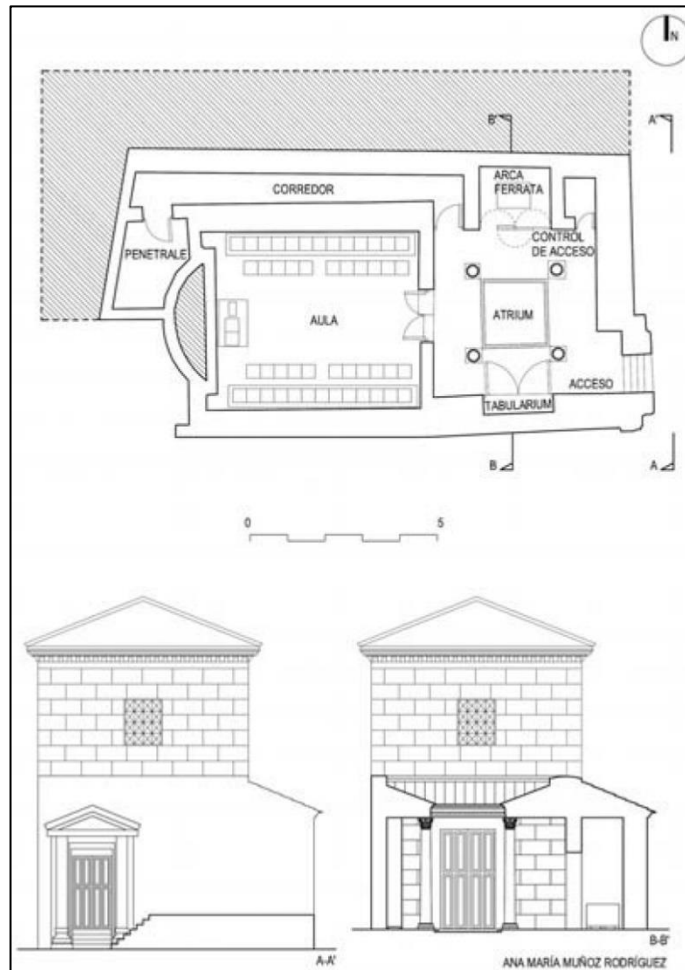 N
B'
A'
ARCA
FERRATA
CORREDOR
CONTROL
DE ACCESO
PENETRALE
AULA
ATRIUM
ACCESO
TABULARIUM
B
A
0
5
A-A'
B-B'
ANA MARÍA MUÑOZ RODRÍGUEZ